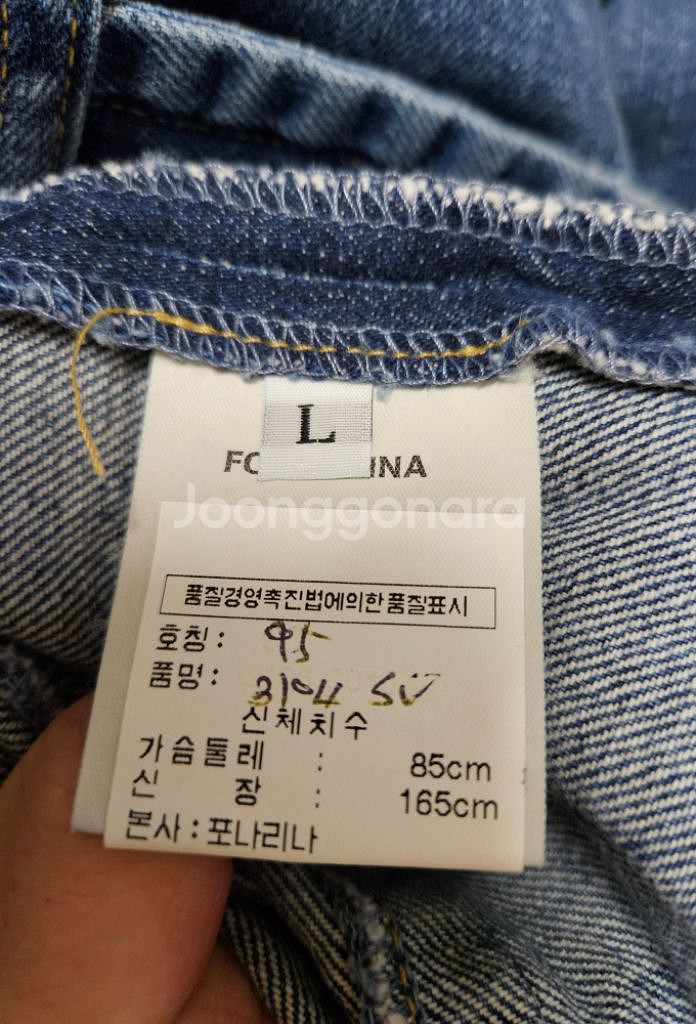 L
FO INA
Joonggonara
품질경영촉진법에의한품질표시
호칭 : 95
품명 : 3104
신체치수
가슴둘레 : 85cm
신 장 : 165cm
본사 : 포나리나